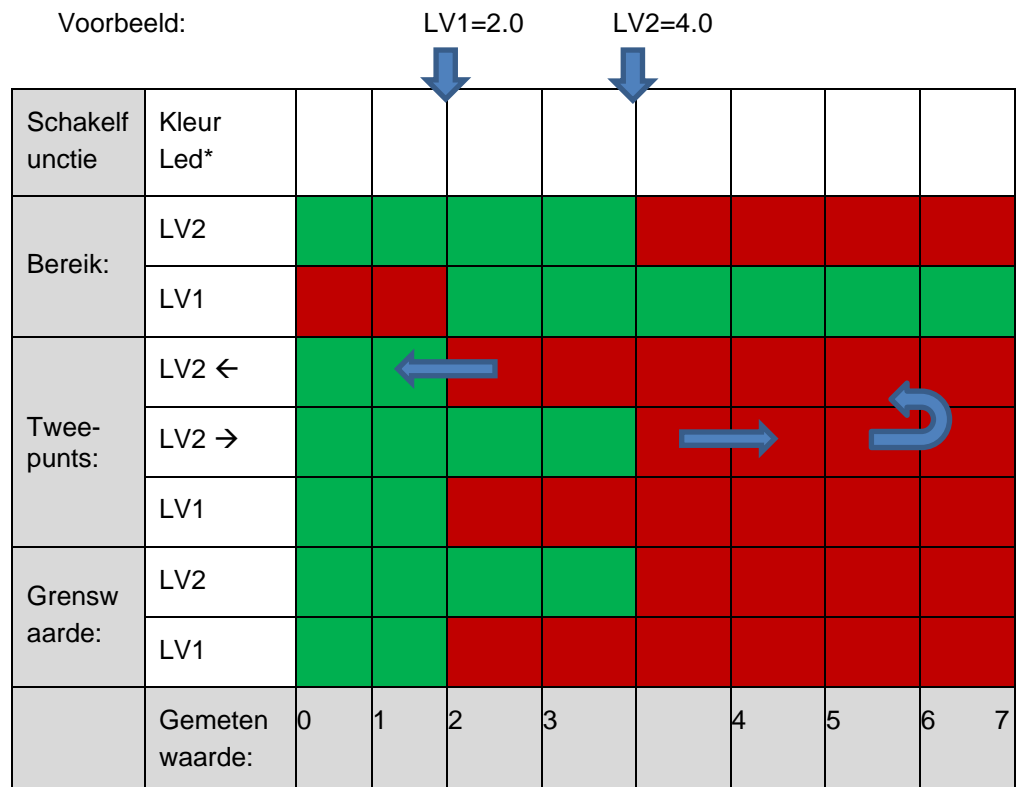 Voorbeeld: LV1=2.0 LV2=4.0
Schakelf
unctie
Kleur
Led*
Bereik:
LV2
LV1
Twee-
punts:
LV2 ←
LV2 →
LV1
Grensw
aarde:
LV2
LV1
Gemeten
waarde:
0 1 2 3 4 5 6 7